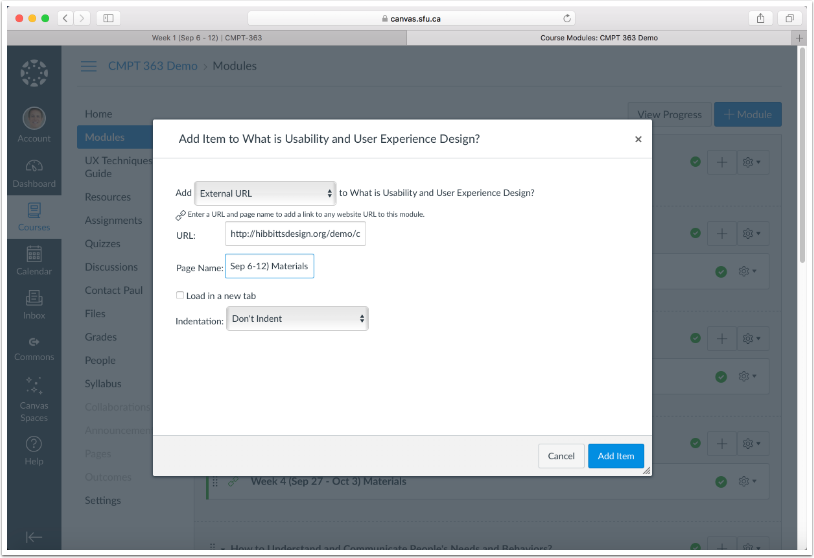 canvas.sfu.ca
Week 1 (Sep 6 - 12) | CMPT-363
Course Modules: CMPT 363 Demo
CMPT 363 Demo › Modules
Account
Dashboard
Courses
Calendar
Inbox
Commons
Canvas
Spaces
Help
Home
Modules
UX Techniques
Guide
Resources
Assignments
Quizzes
Discussions
Contact Paul
Files
Grades
People
Syllabus
Collaborations
Announcements
Pages
Outcomes
Settings
View Progress
+ Module
Add Item to What is Usability and User Experience Design?
×
Add External URL to What is Usability and User Experience Design?
Enter a URL and page name to add a link to any website URL to this module.
URL: http://hibbittsdesign.org/demo/c
Page Name: Sep 6-12) Materials
Load in a new tab
Indentation: Don't Indent
Cancel Add Item
Week 4 (Sep 27 - Oct 3) Materials
How to Understand and Communicate People's Needs and Behaviors?